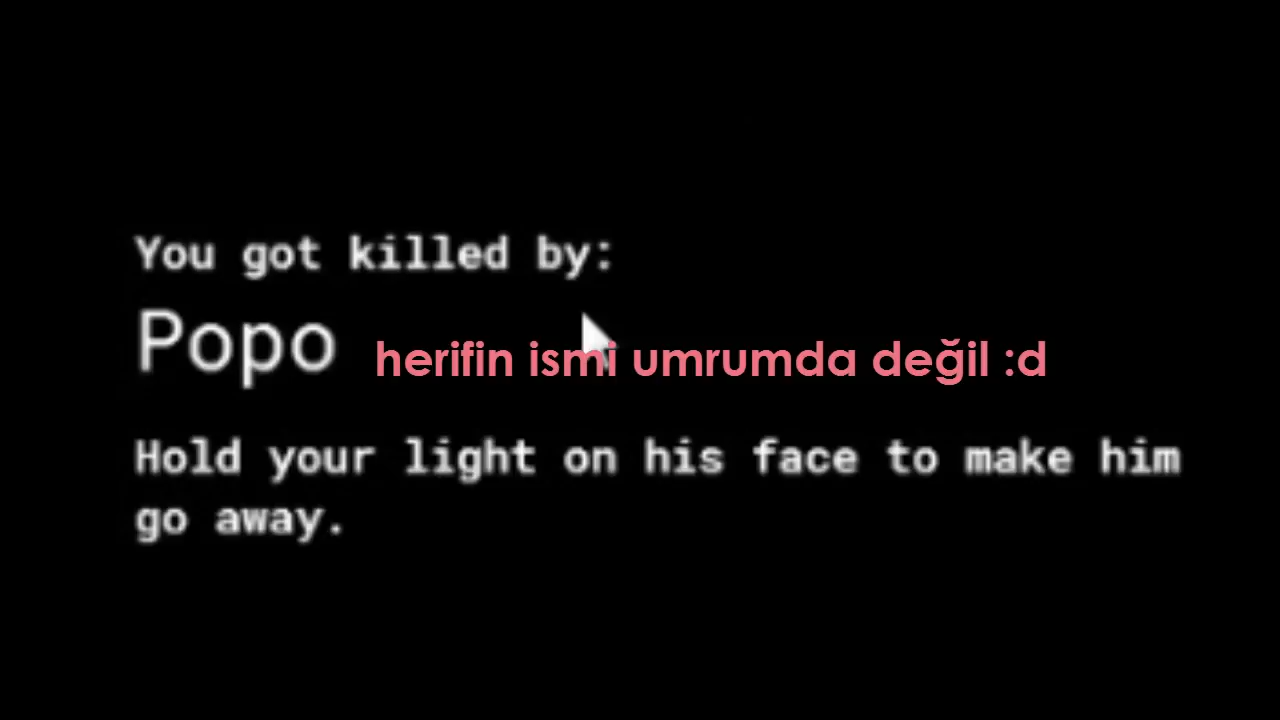 You got killed by:
Popo herifin ismi umrumda değil :d
Hold your light on his face to make him
go away.